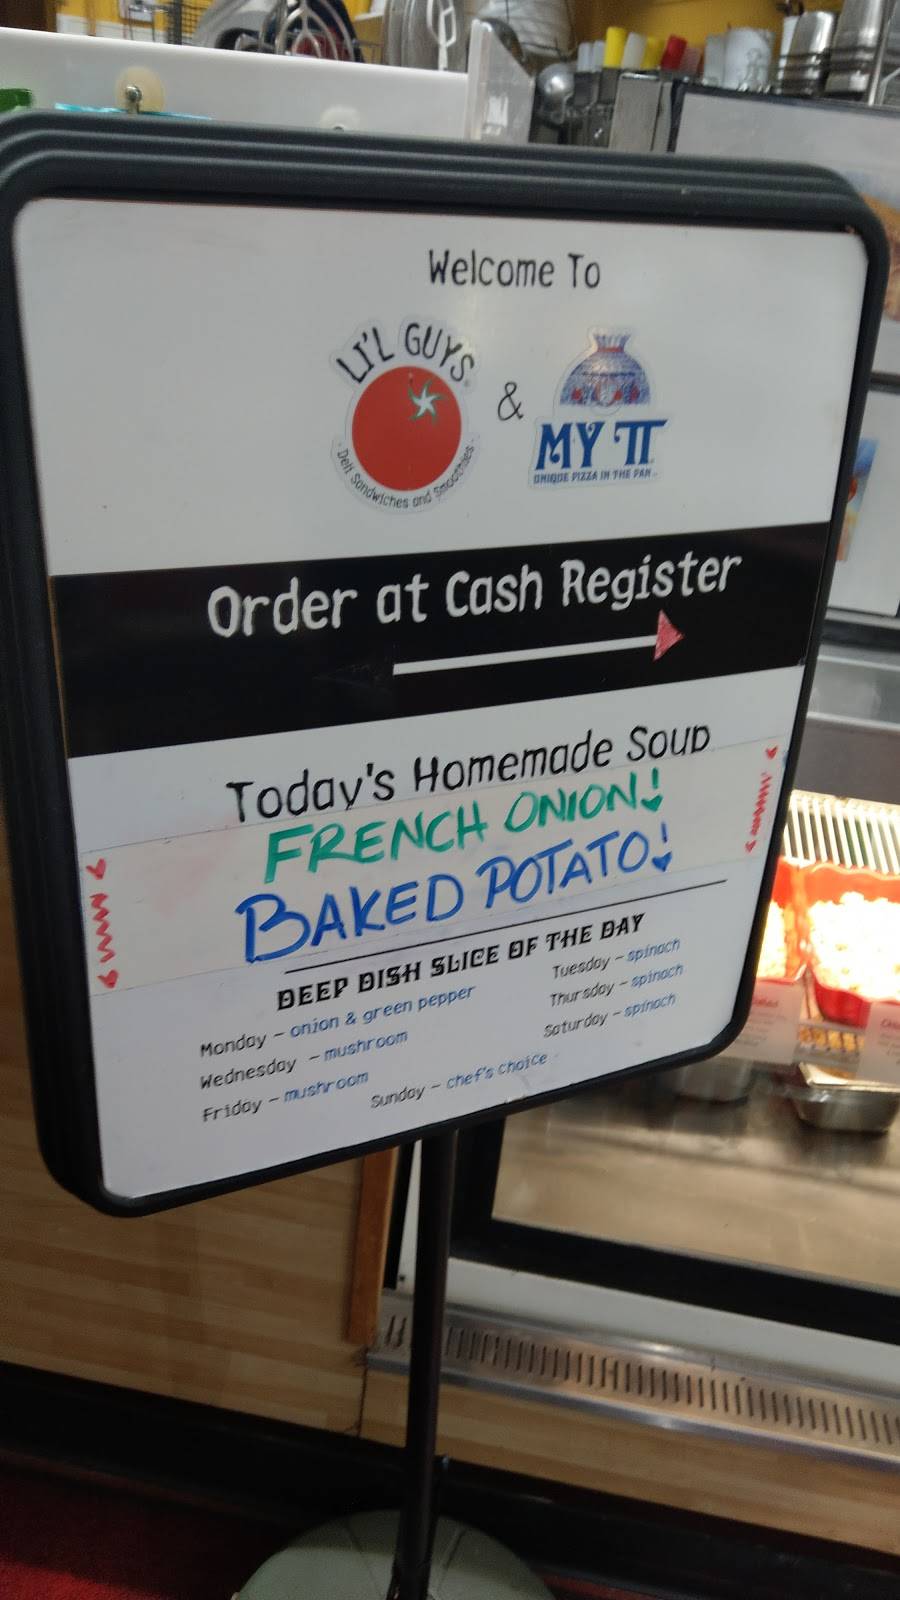 Welcome To
LI'L GUYS
Deli Sandwiches and Smoothies
&
MY π
UNIQUE PIZZA IN THE PAN
Order at Cash Register
Today's Homemade Soup
FRENCH ONION!
BAKED POTATO!
DEEP DISH SLICE OF THE DAY
Monday - onion & green pepper
Tuesday - spinach
Wednesday - mushroom
Thursday - spinach
Friday - mushroom
Saturday - spinach
Sunday - chef's choice